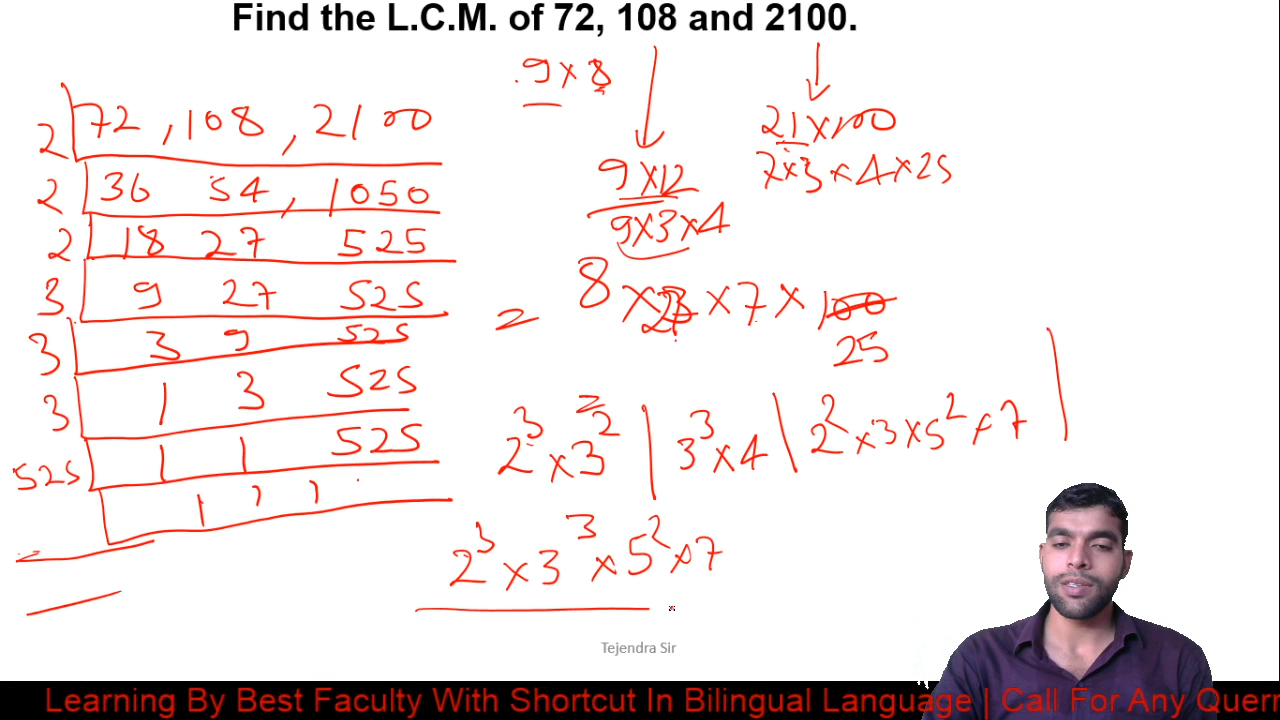 Find the L.C.M. of 72, 108 and 2100.
2 72, 108, 2100
2 36 54, 1050
2 18 27 525
3 9 27 525
3 3 9 525
3 1 3 525
525 1 1 525
1 1 1
9 x 8
9 x 12
9 x 3 x 4
21 x 100
7 x 3 x 4 x 25
= 8 x 27 x 7 x 100
25
2³ x 3² | 3³ x 4 | 2² x 3 x 5² x 7 |
2³ x 3³ x 5² x 7
Tejendra Sir
Learning By Best Faculty With Shortcut In Bilingual Language | Call For Any Querr